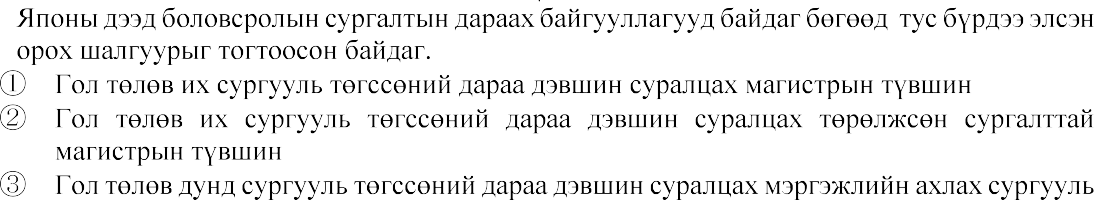 Японы дээд боловсролын сургалтын дараах байгууллагууд байдаг бөгөөд тус бүрдээ элсэн
орох шалгуурыг тогтоосон байдаг.
① Гол төлөв их сургууль төгссөний дараа дэвшин суралцах магистрын түвшин
② Гол төлөв их сургууль төгссөний дараа дэвшин суралцах төрөлжсөн сургалттай
магистрын түвшин
③ Гол төлөв дунд сургууль төгссөний дараа дэвшин суралцах мэргэжлийн ахлах сургууль